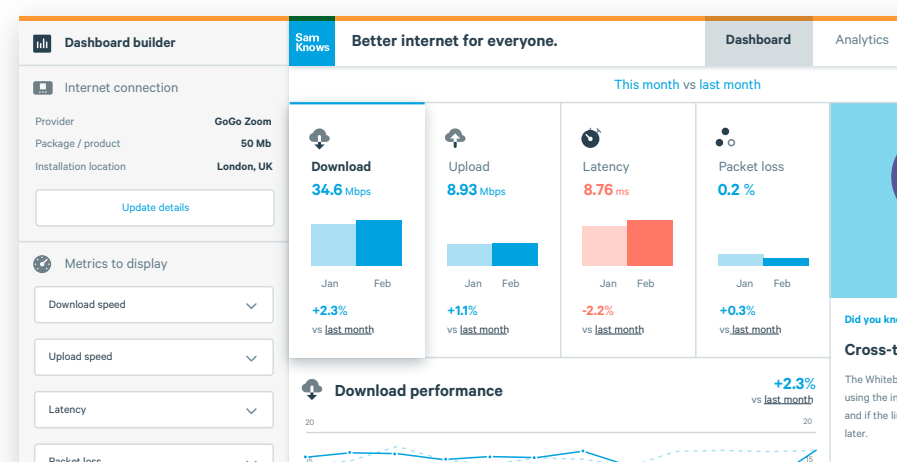 Dashboard builder
Sam
Knows
Better internet for everyone.
Dashboard
Analytics
Internet connection
Provider GoGo Zoom
Package / product 50 Mb
Installation location London, UK
Update details
Metrics to display
Download speed
Upload speed
Latency
Packet loss
This month vs last month
Download
34.6 Mbps
Jan Feb
+2.3%
vs last month
Upload
8.93 Mbps
Jan Feb
+1.1%
vs last month
Latency
8.76 ms
Jan Feb
-2.2%
vs last month
Packet loss
0.2 %
Jan Feb
+0.3%
vs last month
Download performance
+2.3%
vs last month
20 20
15
Did you kn
Cross-t
The Whiteb
using the in
and if the li
later.